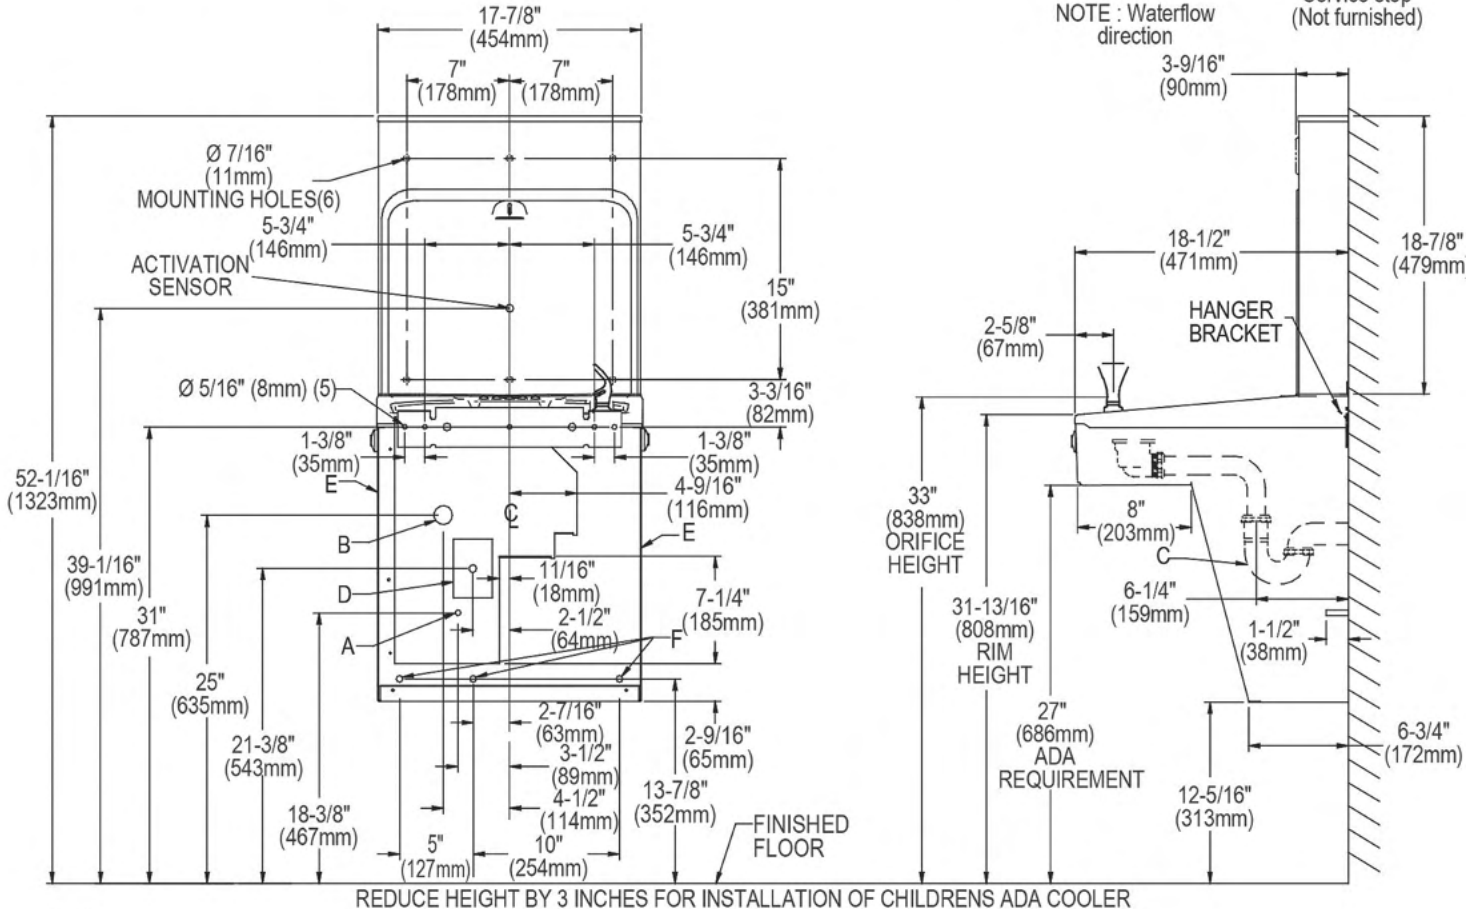 17-7/8"
(454mm)
7"
(178mm)
7"
(178mm)
Ø 7/16"
(11mm)
MOUNTING HOLES(6)
5-3/4"
(146mm)
5-3/4"
(146mm)
ACTIVATION
SENSOR
15"
(381mm)
Ø 5/16" (8mm) (5)
3-3/16"
(82mm)
1-3/8"
(35mm)
1-3/8"
(35mm)
E
4-9/16"
(116mm)
52-1/16"
(1323mm)
CL
B
E
39-1/16"
(991mm)
D
11/16"
(18mm)
7-1/4"
(185mm)
31"
(787mm)
2-1/2"
(64mm)
A
F
25"
(635mm)
2-7/16"
(63mm)
2-9/16"
(65mm)
21-3/8"
(543mm)
3-1/2"
(89mm)
13-7/8"
(352mm)
18-3/8"
(467mm)
4-1/2"
(114mm)
5"
(127mm)
10"
(254mm)
FINISHED
FLOOR
NOTE : Waterflow
direction
(Not furnished)
3-9/16"
(90mm)
18-1/2"
(471mm)
18-7/8"
(479mm)
HANGER
BRACKET
2-5/8"
(67mm)
33"
(838mm)
ORIFICE
HEIGHT
8"
(203mm)
C
6-1/4"
(159mm)
31-13/16"
(808mm)
RIM
HEIGHT
1-1/2"
(38mm)
27"
(686mm)
ADA
REQUIREMENT
6-3/4"
(172mm)
12-5/16"
(313mm)
REDUCE HEIGHT BY 3 INCHES FOR INSTALLATION OF CHILDRENS ADA COOLER